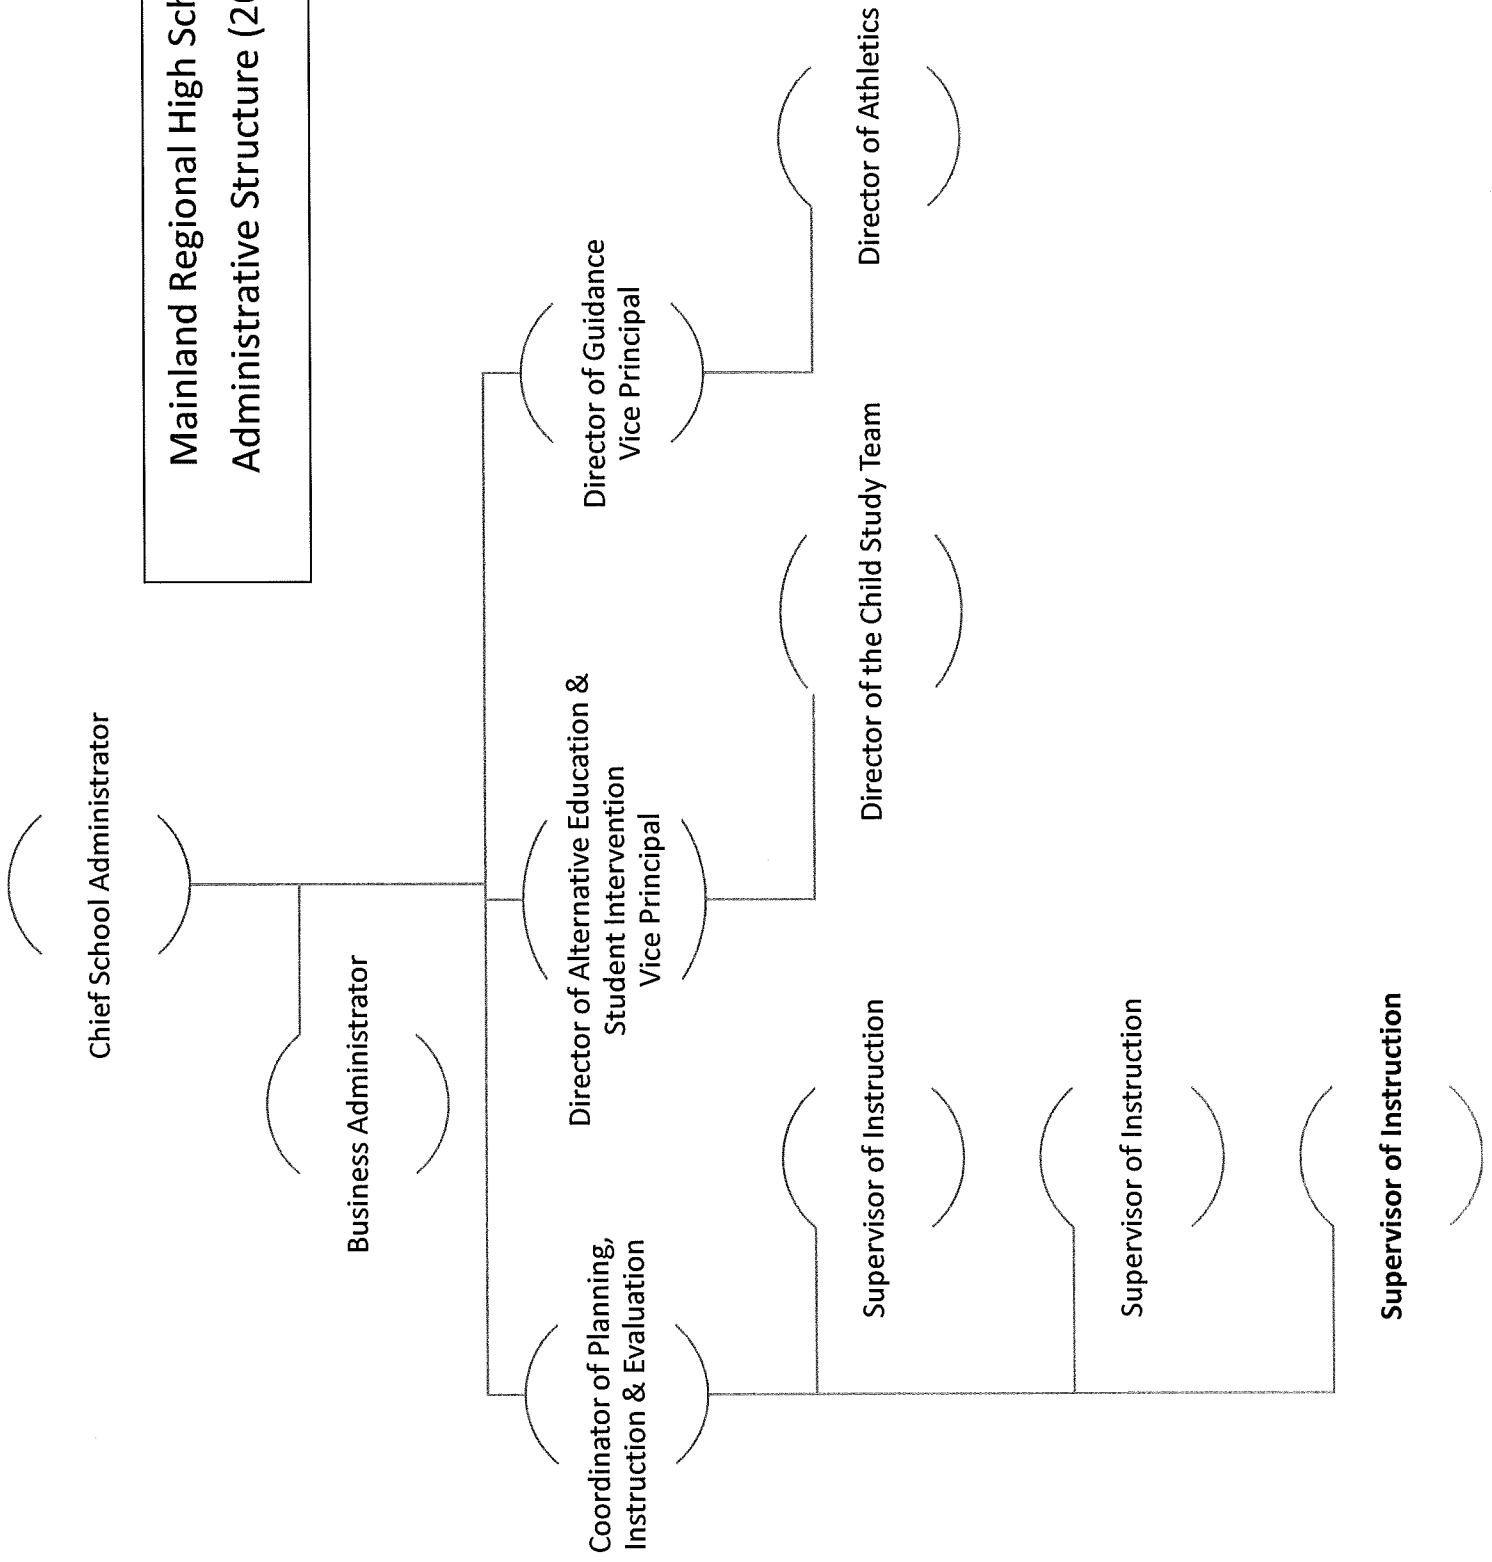 Mainland Regional High Sch
Administrative Structure (20
Chief School Administrator
Business Administrator
Coordinator of Planning,
Instruction & Evaluation
Director of Alternative Education &
Student Intervention
Vice Principal
Director of Guidance
Vice Principal
Supervisor of Instruction
Supervisor of Instruction
Supervisor of Instruction
Director of the Child Study Team
Director of Athletics